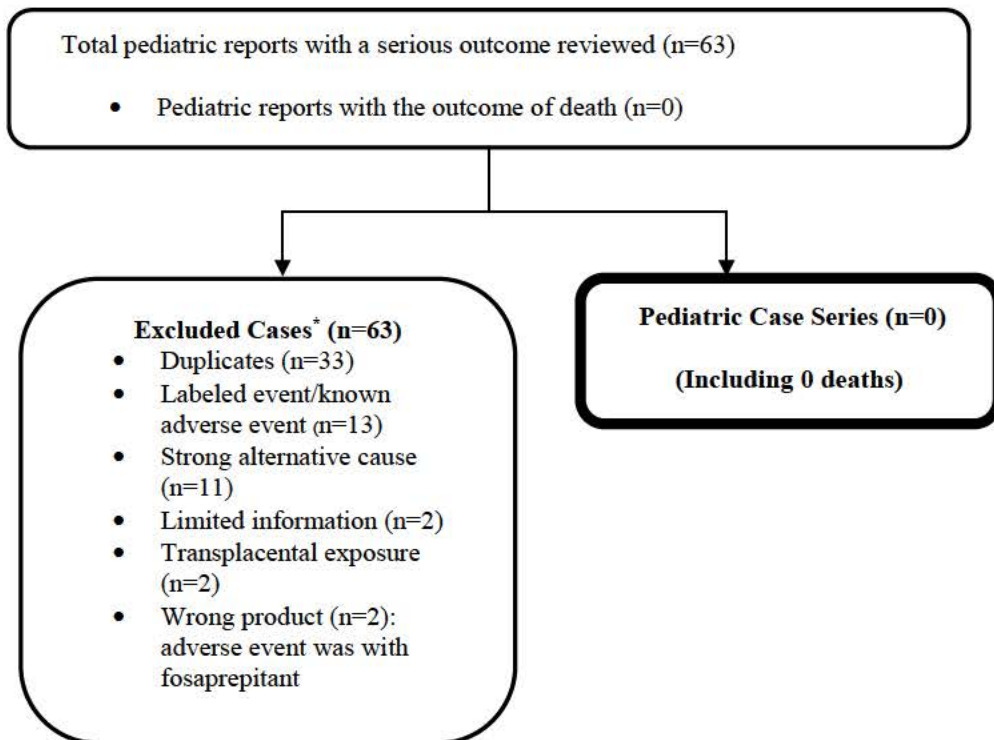 Total pediatric reports with a serious outcome reviewed (n=63)
• Pediatric reports with the outcome of death (n=0)
Excluded Cases* (n=63)
• Duplicates (n=33)
• Labeled event/known
adverse event (n=13)
• Strong alternative cause
(n=11)
• Limited information (n=2)
• Transplacental exposure
(n=2)
• Wrong product (n=2):
adverse event was with
fosaprepitant
Pediatric Case Series (n=0)
(Including 0 deaths)